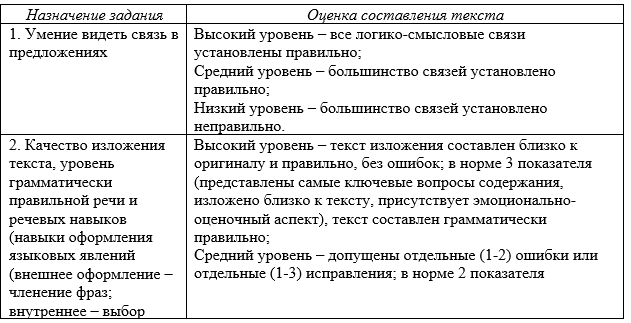 Назначение задания
Оценка составления текста
1. Умение видеть связь в
предложениях
Высокий уровень – все логико-смысловые связи
установлены правильно;
Средний уровень – большинство связей установлено
правильно;
Низкий уровень – большинство связей установлено
неправильно.
2. Качество изложения
текста, уровень
грамматически
правильной речи и
речевых навыков
(навыки оформления
языковых явлений
(внешнее оформление –
членение фраз;
внутреннее – выбор
Высокий уровень – текст изложения составлен близко к
оригиналу и правильно, без ошибок; в норме 3 показателя
(представлены самые ключевые вопросы содержания,
изложено близко к тексту, присутствует эмоционально-
оценочный аспект), текст составлен грамматически
правильно;
Средний уровень – допущены отдельные (1-2) ошибки или
отдельные (1-3) исправления; в норме 2 показателя